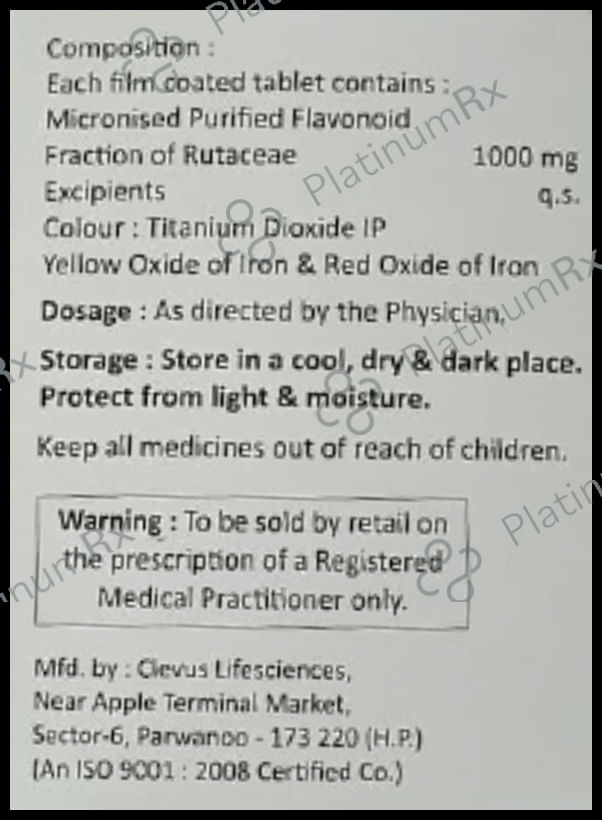 Composition :
Each film coated tablet contains :
Micronised Purified Flavonoid
Fraction of Rutaceae 1000 mg
Excipients q.s.
Colour : Titanium Dioxide IP
Yellow Oxide of Iron & Red Oxide of Iron
Dosage : As directed by the Physician.
Storage : Store in a cool, dry & dark place.
Protect from light & moisture.
Keep all medicines out of reach of children.
Warning : To be sold by retail on
the prescription of a Registered
Medical Practitioner only.
Mfd. by : Clevus Lifesciences,
Near Apple Terminal Market,
Sector-6, Parwanoo - 173 220 (H.P.)
(An ISO 9001 : 2008 Certified Co.)
PlatinumRx
PlatinumRx